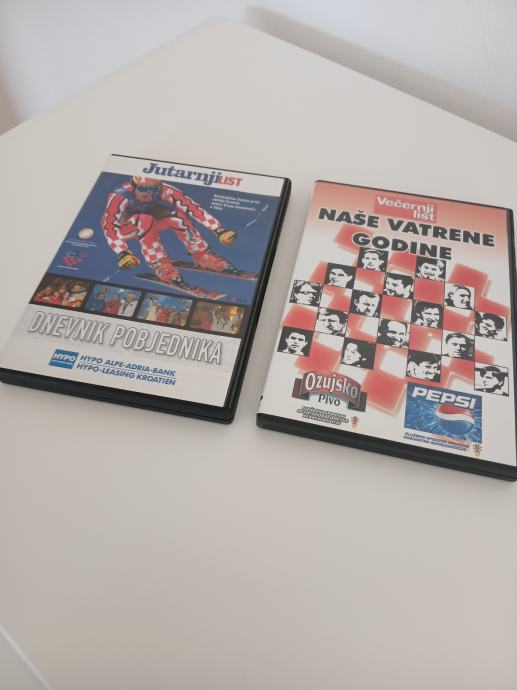 Jutarnji LIST
DNEVNIK POBJEDNIKA
HYPO
HYPO ALPE-ADRIA-BANK
HYPO-LEASING KROATIEN
Večernji
list
NAŠE VATRENE
GODINE
Ožujsko
Pivo
PEPSI